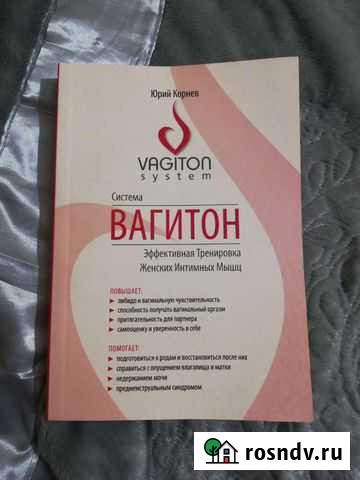 Юрий Корнев
VAGITON
system
Система
ВАГИТОН
Эффективная Тренировка
Женских Интимных Мышц
ПОВЫШАЕТ:
либидо и вагинальную чувствительность
способность получать вагинальный оргазм
притягательность для партнера
самооценку и уверенность в себе
ПОМОГАЕТ:
подготовиться к родам и восстановиться после них
справиться с опущением влагалища и матки
недержанием мочи
предменструальным синдромом
rosndv.ru